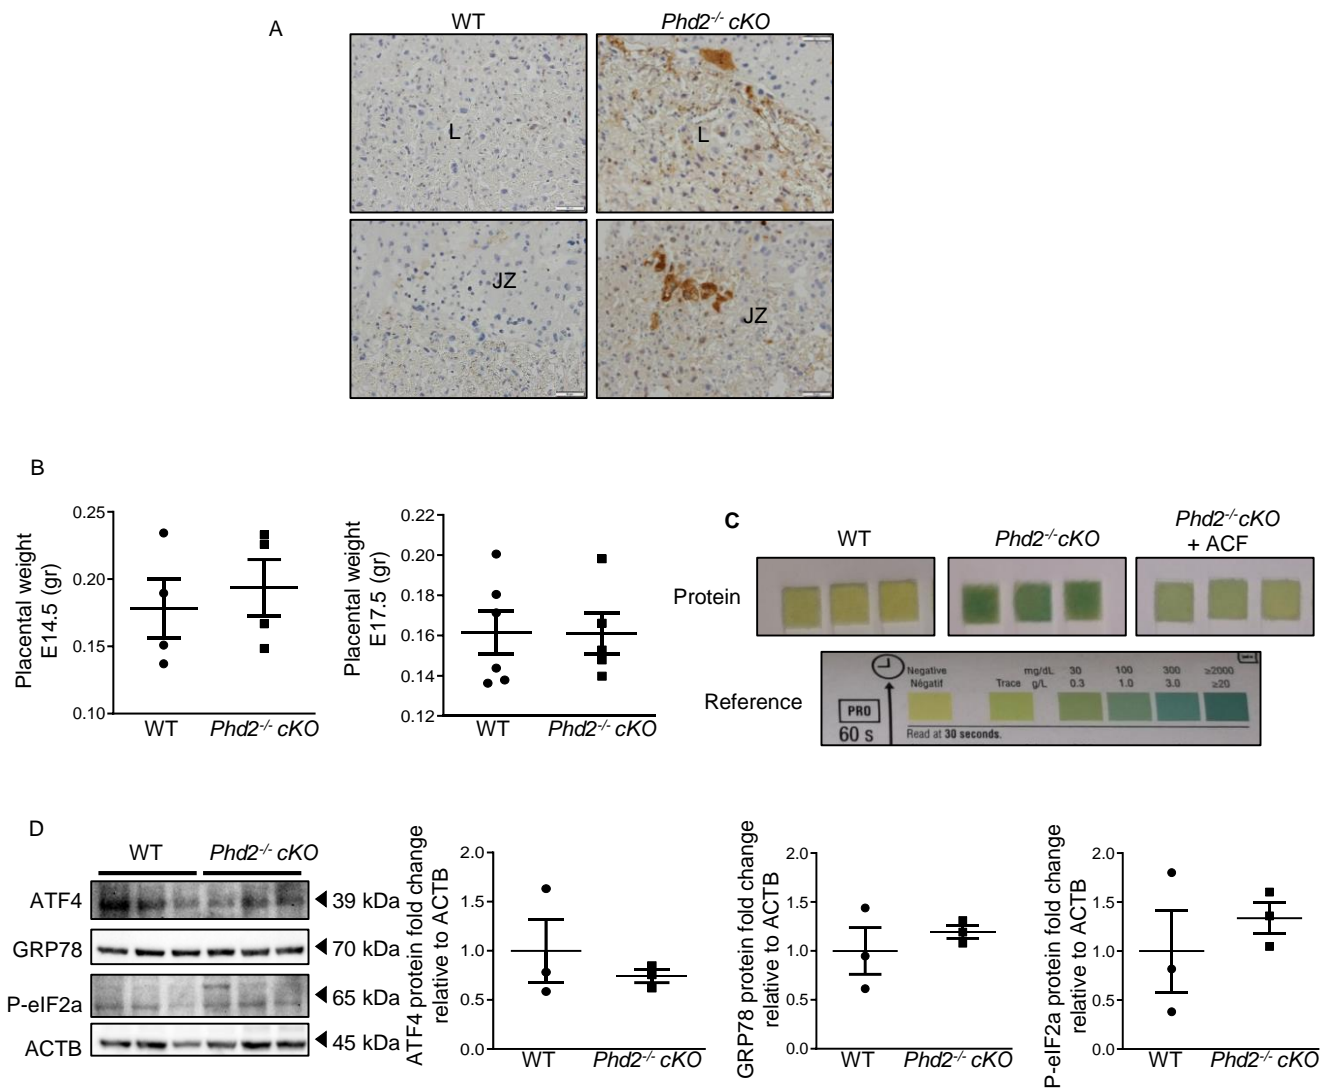 A
WT
Phd2-/- cKO
L
L
JZ
JZ
B
Placental weight
E14.5 (gr)
0.25
0.20
0.15
0.10
WT
Phd2-/- cKO
Placental weight
E17.5 (gr)
0.22
0.20
0.18
0.16
0.14
0.12
WT
Phd2-/- cKO
C
WT
Phd2-/-cKO
Phd2-/-cKO
+ ACF
Protein
Reference
Negative mg/dL 30 100 300 ≥2000
Négatif Trace g/L 0.3 1.0 3.0 ≥20
PRO
60 s
Read at 30 seconds.
D
WT
Phd2-/- cKO
ATF4
39 kDa
GRP78
70 kDa
P-eIF2a
65 kDa
ACTB
45 kDa
ATF4 protein fold change
relative to ACTB
2.0
1.5
1.0
0.5
0.0
WT
Phd2-/- cKO
GRP78 protein fold change
relative to ACTB
2.0
1.5
1.0
0.5
0.0
WT
Phd2-/- cKO
P-eIF2a protein fold change
relative to ACTB
2.0
1.5
1.0
0.5
0.0
WT
Phd2-/- cKO